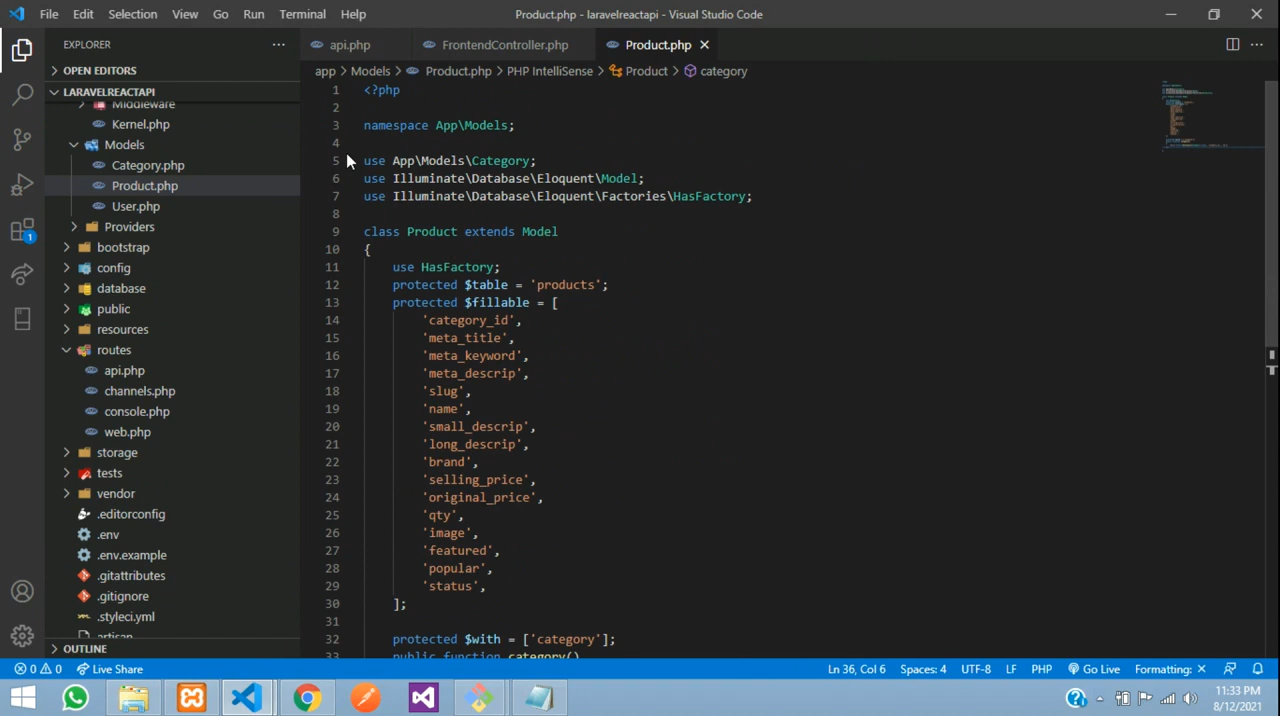 File Edit Selection View Go Run Terminal Help
Product.php - laravelreactapi - Visual Studio Code
EXPLORER
OPEN EDITORS
LARAVELREACTAPI
Middleware
Kernel.php
Models
Category.php
Product.php
User.php
Providers
bootstrap
config
database
public
resources
routes
api.php
channels.php
console.php
web.php
storage
tests
vendor
.editorconfig
.env
.env.example
.gitattributes
.gitignore
.styleci.yml
artisan
OUTLINE
api.php FrontendController.php Product.php
app > Models > Product.php > PHP IntelliSense > Product > category
1 <?php
2
3 namespace App\Models;
4
5 use App\Models\Category;
6 use Illuminate\Database\Eloquent\Model;
7 use Illuminate\Database\Eloquent\Factories\HasFactory;
8
9 class Product extends Model
10 {
11 use HasFactory;
12 protected $table = 'products';
13 protected $fillable = [
14 'category_id',
15 'meta_title',
16 'meta_keyword',
17 'meta_descrip',
18 'slug',
19 'name',
20 'small_descrip',
21 'long_descrip',
22 'brand',
23 'selling_price',
24 'original_price',
25 'qty',
26 'image',
27 'featured',
28 'popular',
29 'status',
30 ];
31
32 protected $with = ['category'];
33 public function category()
1
0 0 Live Share
Ln 36, Col 6 Spaces: 4 UTF-8 LF PHP Go Live Formatting: ×
11:33 PM
8/12/2021